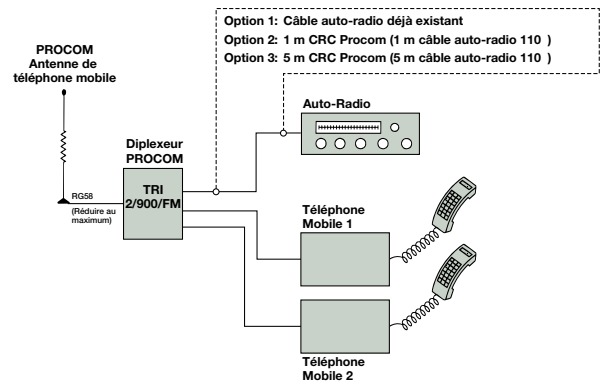 Option 1: Câble auto-radio déjà existant
Option 2: 1 m CRC Procom (1 m câble auto-radio 110 )
Option 3: 5 m CRC Procom (5 m câble auto-radio 110 )
PROCOM
Antenne de
téléphone mobile
Auto-Radio
Diplexeur
PROCOM
TRI
2/900/FM
RG58
(Réduire au
maximum)
Téléphone
Mobile 1
Téléphone
Mobile 2